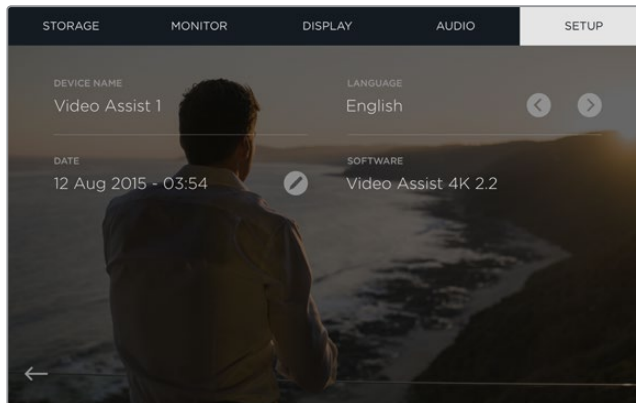 STORAGE
MONITOR
DISPLAY
AUDIO
SETUP
DEVICE NAME
Video Assist 1
LANGUAGE
English
DATE
12 Aug 2015 - 03:54
SOFTWARE
Video Assist 4K 2.2